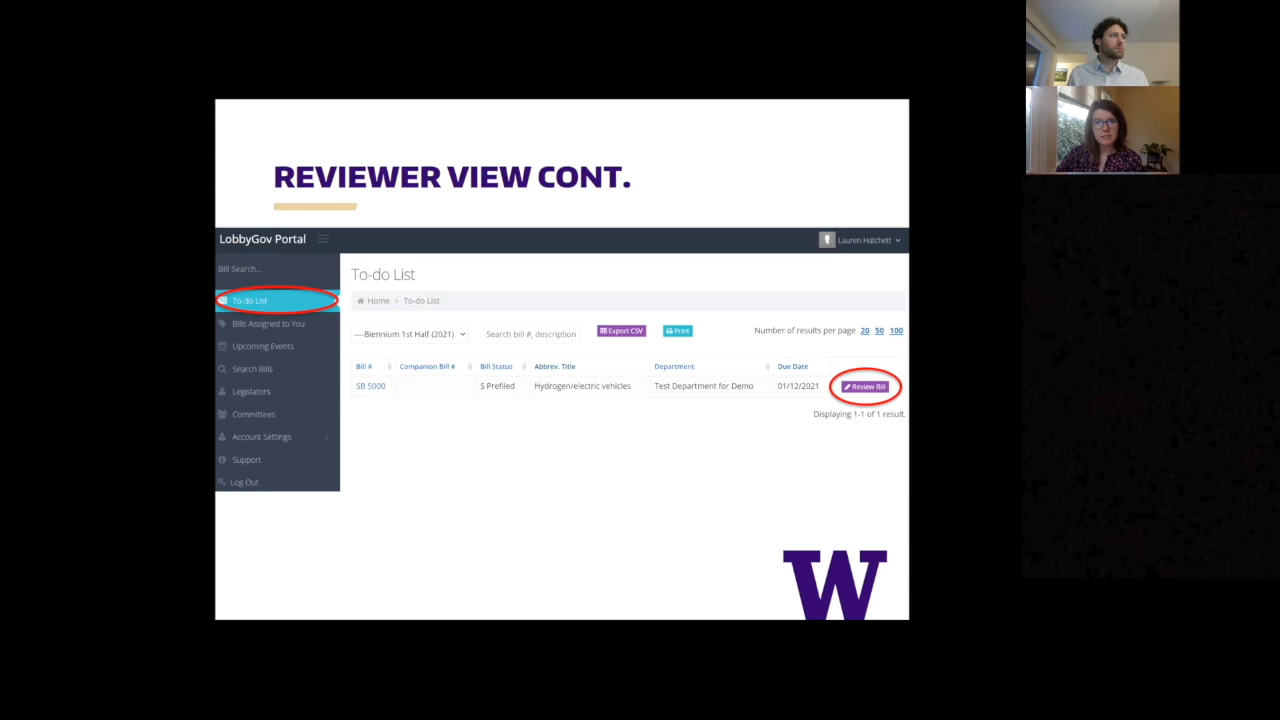 REVIEWER VIEW CONT.
LobbyGov Portal
Lauren Hatchett
Bill Search...
To-do List
Bills Assigned to You
Upcoming Events
Search Bills
Legislators
Committees
Account Settings
Support
Log Out
To-do List
Home > To-do List
----Biennium 1st Half (2021) Search bill #, description Export CSV Print Number of results per page 20 50 100
Bill # Companion Bill # Bill Status Abbrev. Title Department Due Date
SB 5000 S Prefiled Hydrogen/electric vehicles Test Department for Demo 01/12/2021 Review Bill
Displaying 1-1 of 1 result.
W